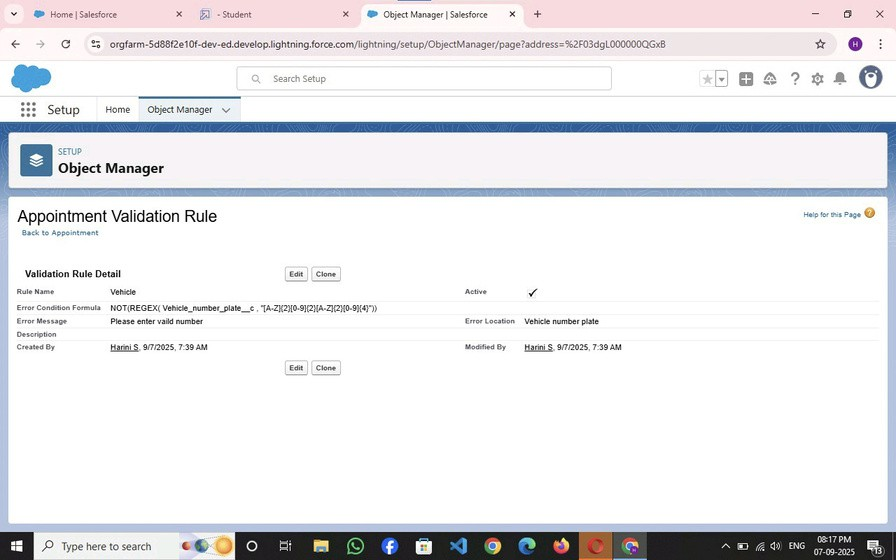 Home | Salesforce
- Student
Object Manager | Salesforce
orgfarm-5d88f2e10f-dev-ed.develop.lightning.force.com/lightning/setup/ObjectManager/page?address=%2F03dgL000000QGxB
H
Search Setup
Setup
Home
Object Manager
SETUP
Object Manager
Appointment Validation Rule
Help for this Page
Back to Appointment
Validation Rule Detail
Edit
Clone
Rule Name Vehicle
Active
Error Condition Formula NOT(REGEX( Vehicle_number_plate__c , "[A-Z]{2}[0-9]{2}[A-Z]{2}[0-9]{4}"))
Error Message Please enter vaild number
Error Location Vehicle number plate
Description
Created By Harini S, 9/7/2025, 7:39 AM
Modified By Harini S, 9/7/2025, 7:39 AM
Edit
Clone
Type here to search
ENG
08:17 PM
07-09-2025